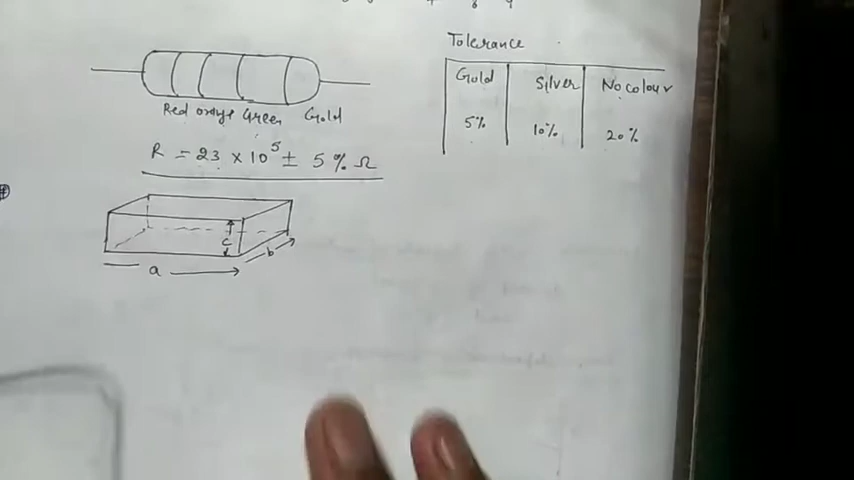 Red orange Green Gold
R = 23 × 10⁵ ± 5% Ω
Tolerance
Gold Silver No colour
5% 10% 20%
c
b
a